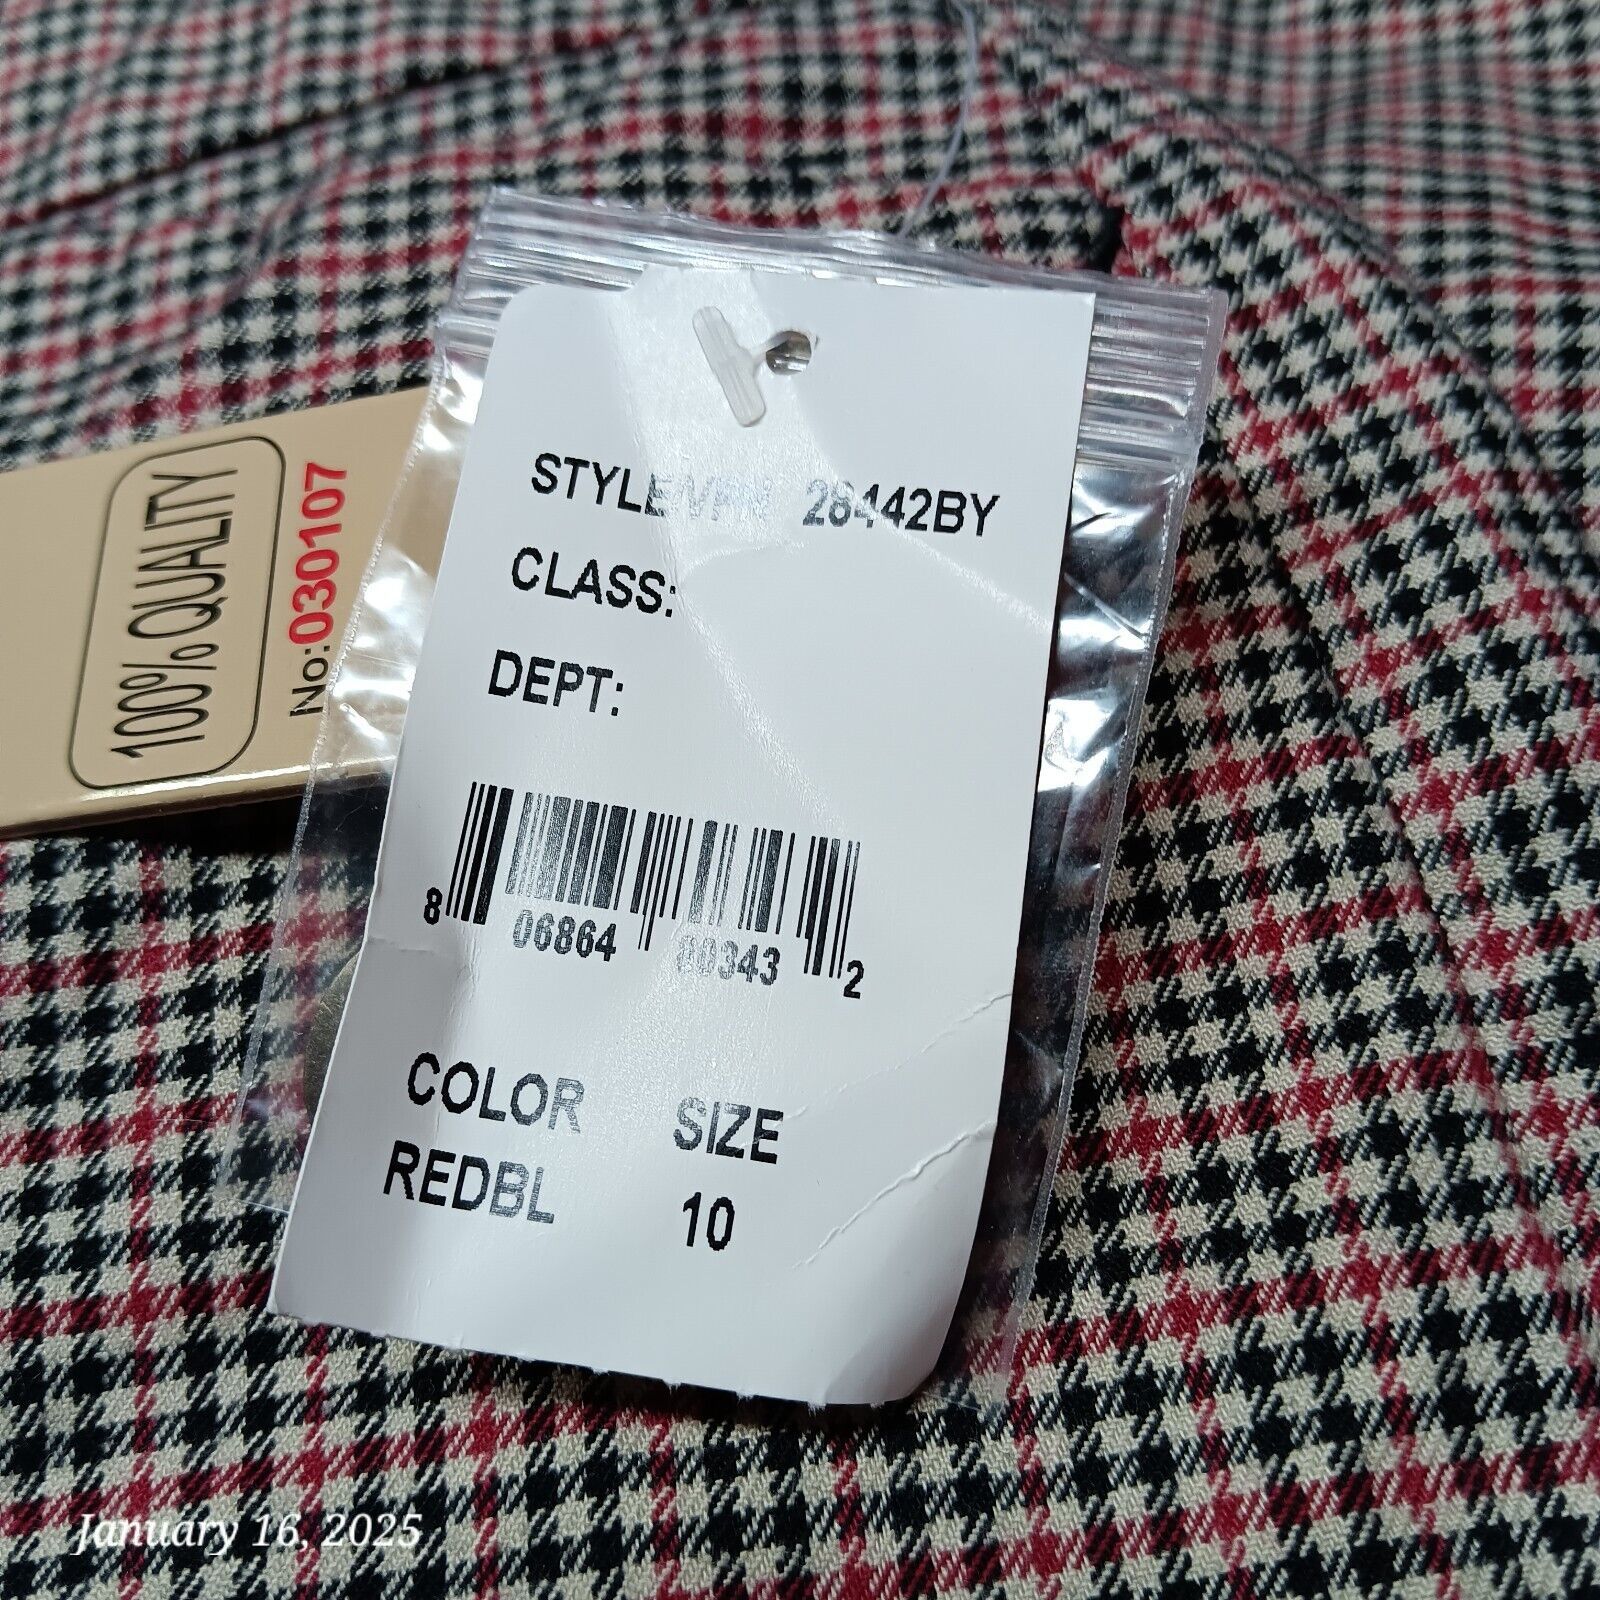 STYLE/VPN 28442BY
CLASS:
DEPT:
8 06864 80343 2
COLOR SIZE
REDBL 10
100% QUALITY
No:030107
January 16, 2025